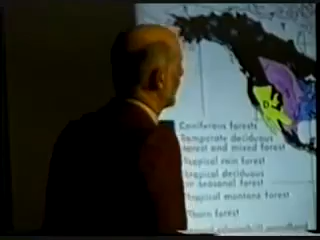 Coniferous forests
Temperate deciduous
forest and mixed forest
Tropical rain forest
tropical deciduous
or seasonal forest
tropical montane forest
Thorn forest